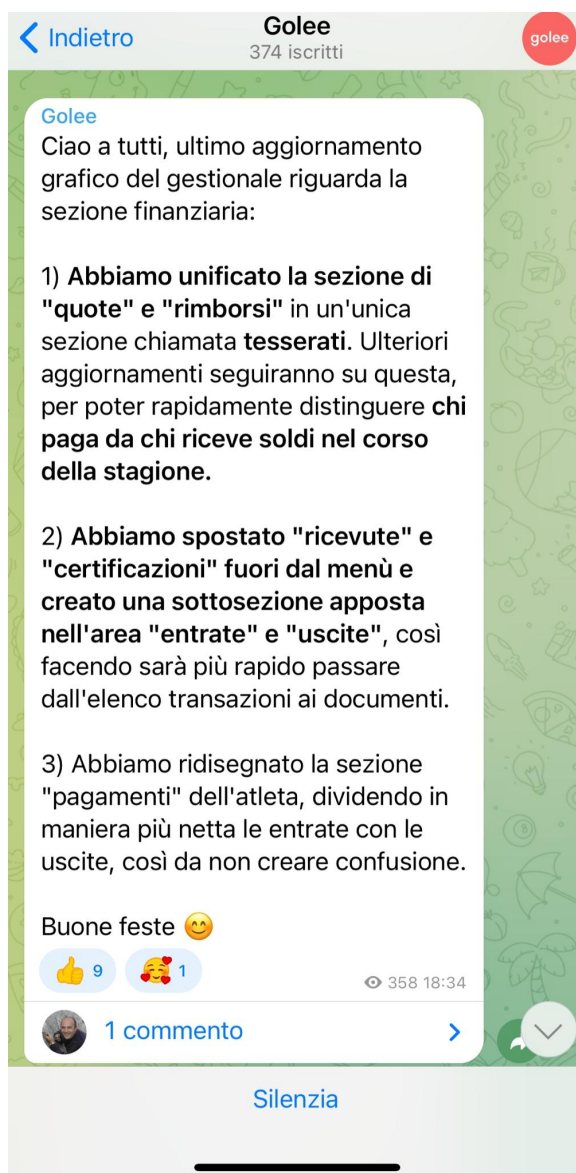 Indietro
Golee
374 iscritti
golee
Golee
Ciao a tutti, ultimo aggiornamento
grafico del gestionale riguarda la
sezione finanziaria:
1) Abbiamo unificato la sezione di
"quote" e "rimborsi" in un'unica
sezione chiamata tesserati. Ulteriori
aggiornamenti seguiranno su questa,
per poter rapidamente distinguere chi
paga da chi riceve soldi nel corso
della stagione.
2) Abbiamo spostato "ricevute" e
"certificazioni" fuori dal menù e
creato una sottosezione apposta
nell'area "entrate" e "uscite", così
facendo sarà più rapido passare
dall'elenco transazioni ai documenti.
3) Abbiamo ridisegnato la sezione
"pagamenti" dell'atleta, dividendo in
maniera più netta le entrate con le
uscite, così da non creare confusione.
Buone feste 😊
👍 9 🥰 1
358 18:34
1 commento
Silenzia